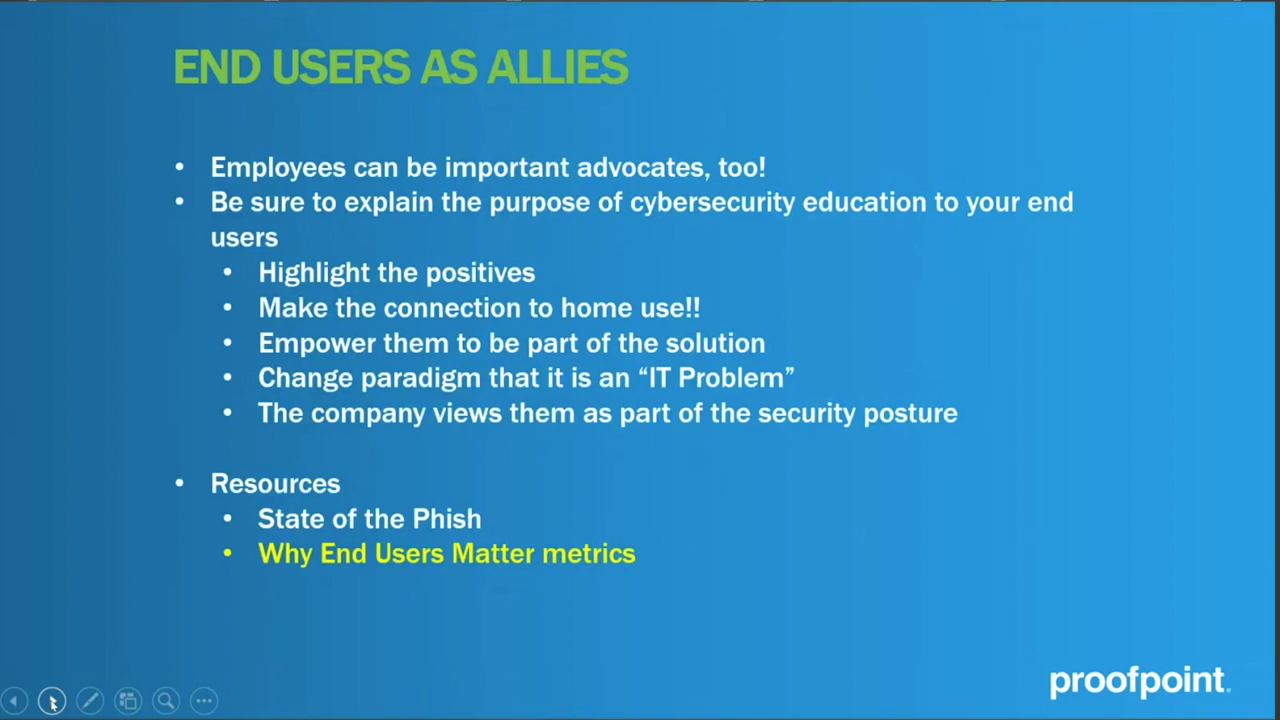 END USERS AS ALLIES
• Employees can be important advocates, too!
• Be sure to explain the purpose of cybersecurity education to your end
users
• Highlight the positives
• Make the connection to home use!!
• Empower them to be part of the solution
• Change paradigm that it is an “IT Problem”
• The company views them as part of the security posture
• Resources
• State of the Phish
• Why End Users Matter metrics
proofpoint.